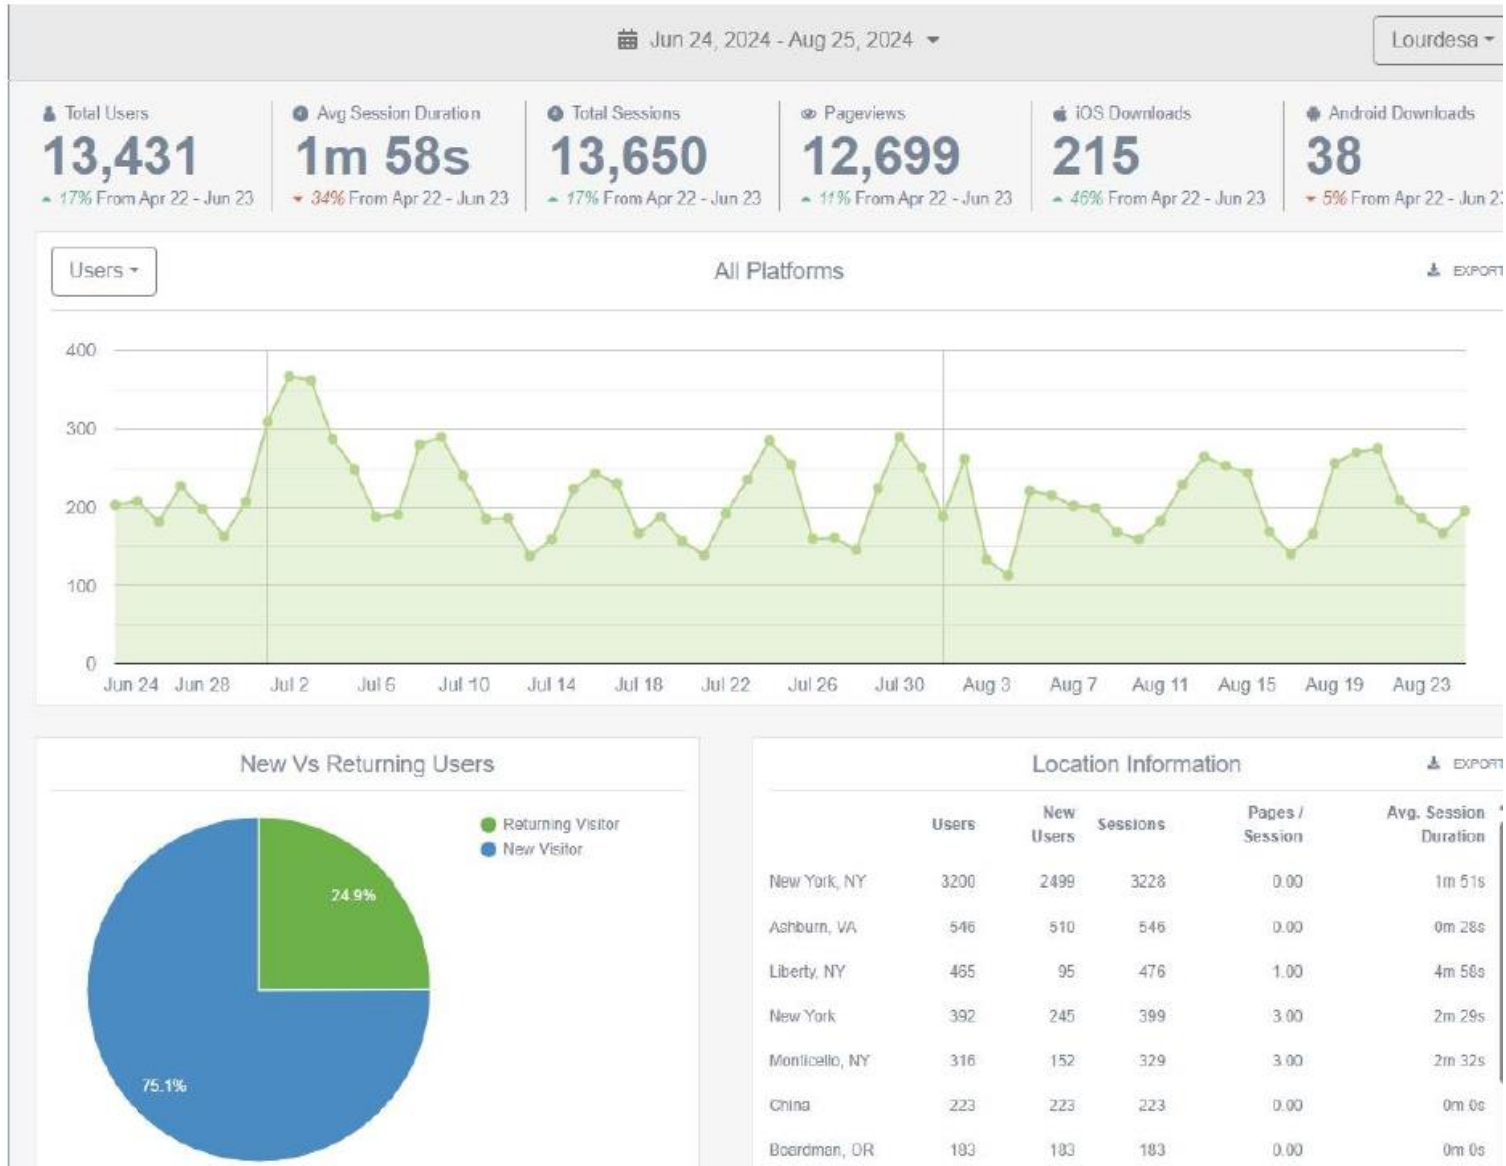 Jun 24, 2024 - Aug 25, 2024
Lourdesa
Total Users
13,431
17% From Apr 22 - Jun 23
Avg Session Duration
1m 58s
34% From Apr 22 - Jun 23
Total Sessions
13,650
17% From Apr 22 - Jun 23
Pageviews
12,699
11% From Apr 22 - Jun 23
iOS Downloads
215
46% From Apr 22 - Jun 23
Android Downloads
38
5% From Apr 22 - Jun 23
Users
All Platforms
EXPORT
400
300
200
100
0
Jun 24 Jun 28 Jul 2 Jul 6 Jul 10 Jul 14 Jul 18 Jul 22 Jul 26 Jul 30 Aug 3 Aug 7 Aug 11 Aug 15 Aug 19 Aug 23
New Vs Returning Users
Returning Visitor
New Visitor
24.9%
75.1%
Location Information
EXPORT
Users New Users Sessions Pages / Session Avg. Session Duration
New York, NY 3200 2499 3228 0.00 1m 51s
Ashburn, VA 546 510 546 0.00 0m 28s
Liberty, NY 465 95 476 1.00 4m 58s
New York 392 245 399 3.00 2m 29s
Monticello, NY 316 152 329 3.00 2m 32s
China 223 223 223 0.00 0m 0s
Boardman, OR 183 183 183 0.00 0m 0s